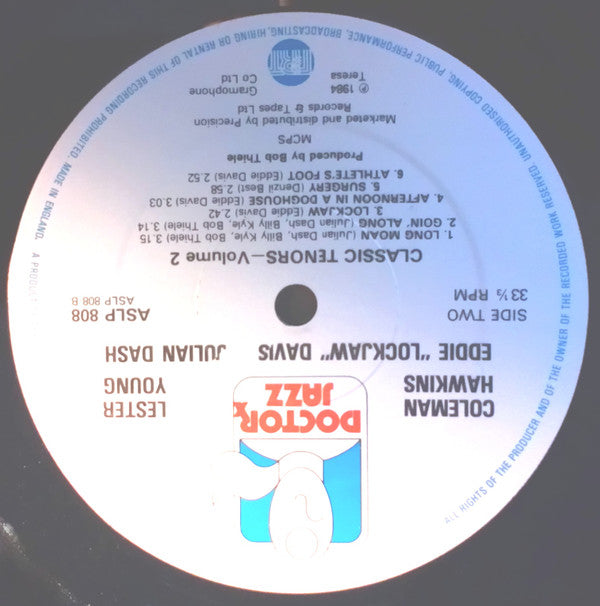 DOCTOR
JAZZ
COLEMAN HAWKINS
LESTER YOUNG
EDDIE "LOCKJAW" DAVIS JULIAN DASH
SIDE TWO
33⅓ RPM
ASLP 808
ASLP 808 B
CLASSIC TENORS—Volume 2
1. LONG MOAN (Julian Dash, Billy Kyle, Bob Thiele) 3.15
2. GOIN' ALONG (Julian Dash, Billy Kyle, Bob Thiele) 3.14
3. LOCKJAW (Eddie Davis) 2.42
4. AFTERNOON IN A DOGHOUSE (Eddie Davis) 3.03
5. SURGERY (Denzil Best) 2.58
6. ATHLETE'S FOOT (Eddie Davis) 2.52
Produced by Bob Thiele
MCPS
Marketed and distributed by Precision
Records & Tapes Ltd
℗ 1984 Teresa
Gramophone Co Ltd
ALL RIGHTS OF THE PRODUCER AND OF THE OWNER OF THE RECORDED WORK RESERVED. UNAUTHORISED COPYING, PUBLIC PERFORMANCE, BROADCASTING, HIRING OR RENTAL OF THIS RECORDING PROHIBITED. MADE IN ENGLAND. A